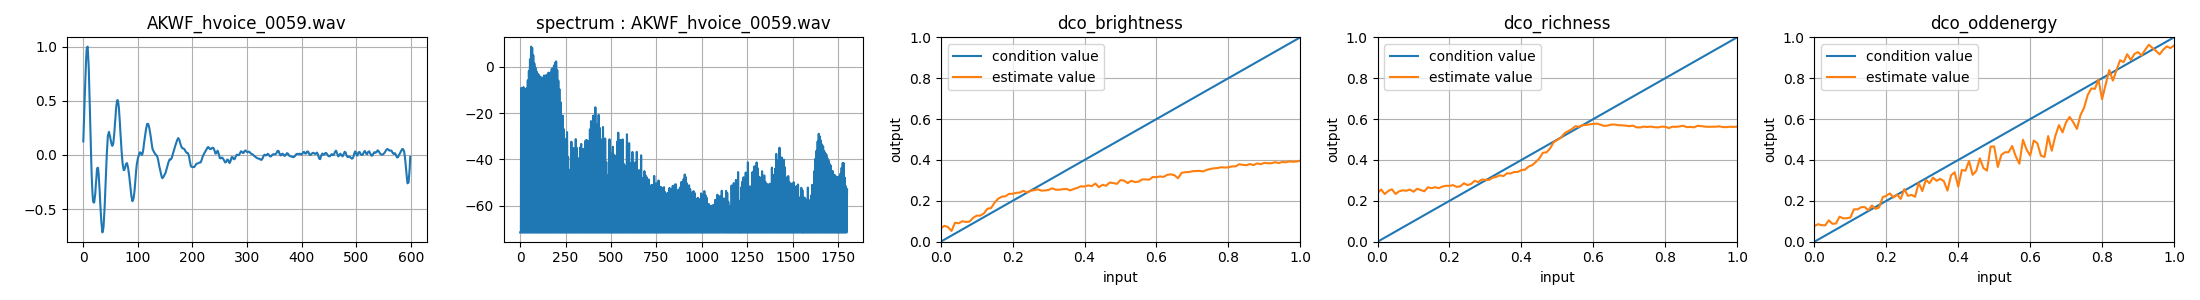 AKWF_hvoice_0059.wav
1.0
0.5
0.0
−0.5
0 100 200 300 400 500 600
spectrum : AKWF_hvoice_0059.wav
0
−20
−40
−60
0 250 500 750 1000 1250 1500 1750
dco_brightness
condition value
estimate value
output
1.0
0.8
0.6
0.4
0.2
0.0
0.0 0.2 0.4 0.6 0.8 1.0
input
dco_richness
condition value
estimate value
output
1.0
0.8
0.6
0.4
0.2
0.0
0.0 0.2 0.4 0.6 0.8 1.0
input
dco_oddenergy
condition value
estimate value
output
1.0
0.8
0.6
0.4
0.2
0.0
0.0 0.2 0.4 0.6 0.8 1.0
input